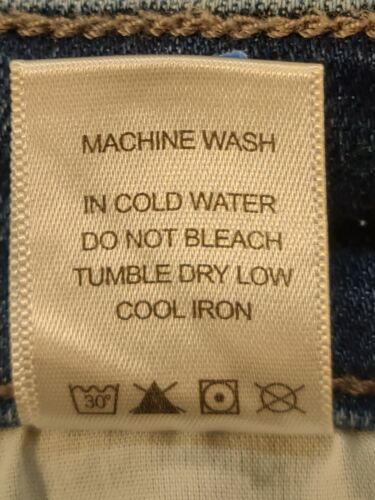 MACHINE WASH
IN COLD WATER
DO NOT BLEACH
TUMBLE DRY LOW
COOL IRON
30°